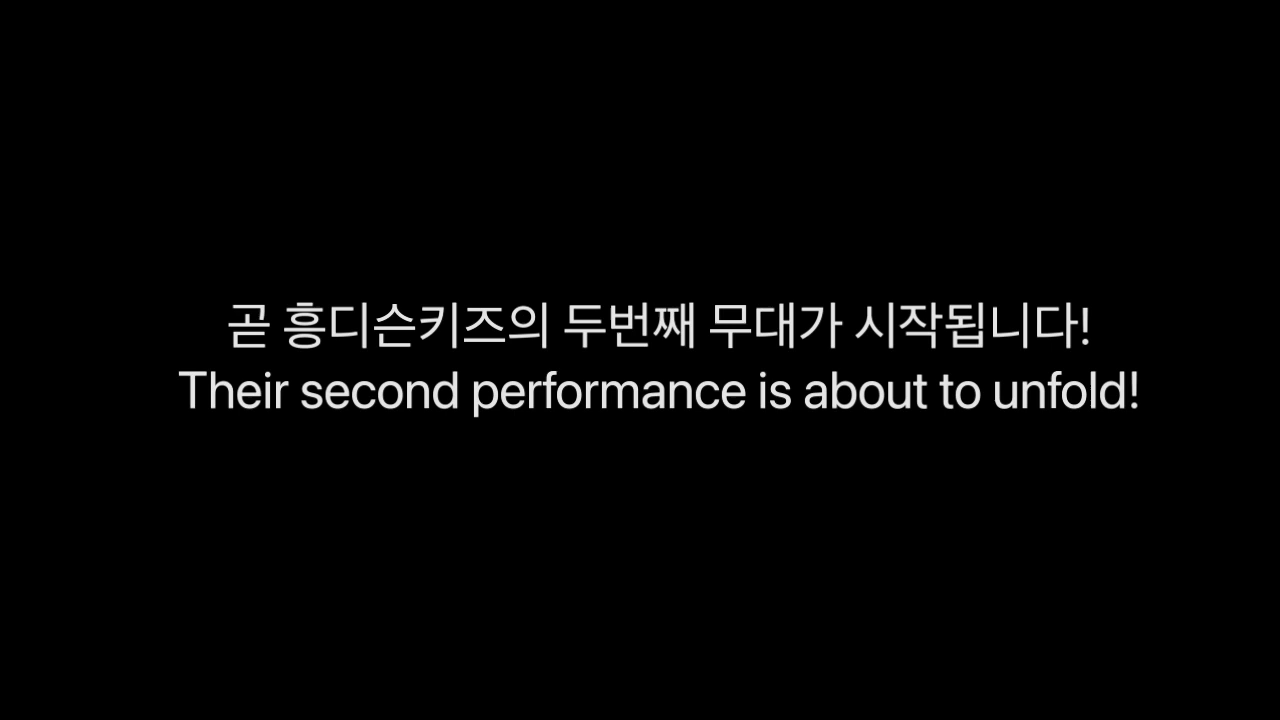 곧 흥디슨키즈의 두번째 무대가 시작됩니다!
Their second performance is about to unfold!